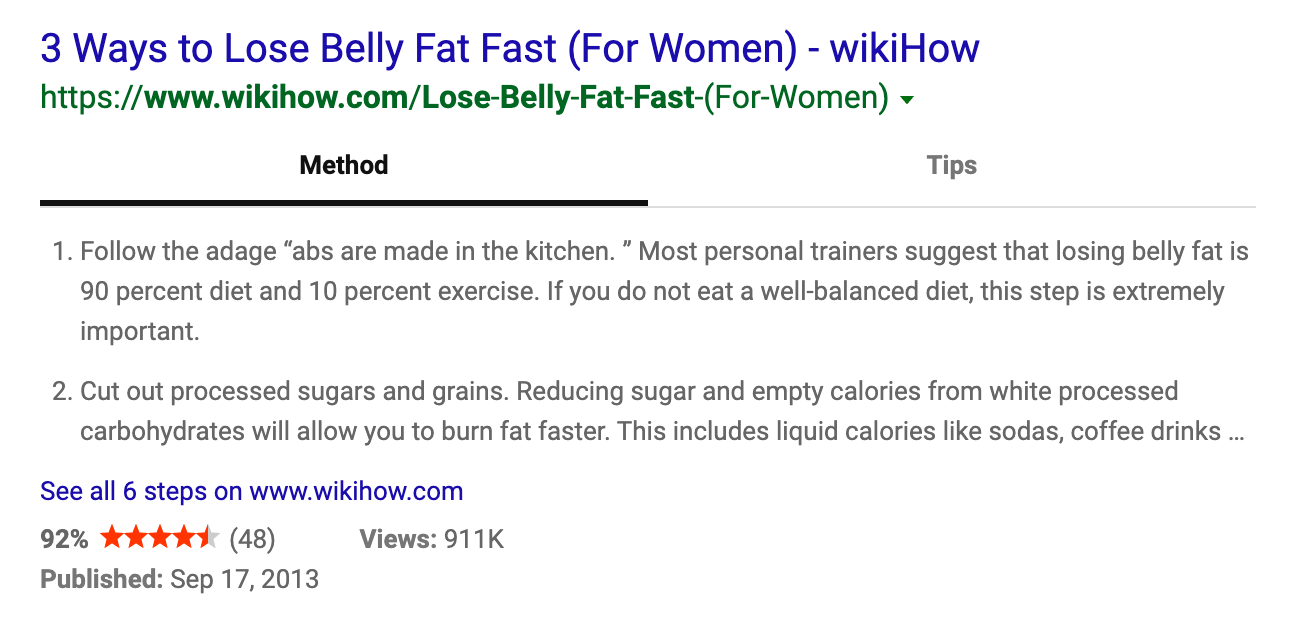 3 Ways to Lose Belly Fat Fast (For Women) - wikiHow
https://www.wikihow.com/Lose-Belly-Fat-Fast-(For-Women)
Method Tips
1. Follow the adage “abs are made in the kitchen. ” Most personal trainers suggest that losing belly fat is
90 percent diet and 10 percent exercise. If you do not eat a well-balanced diet, this step is extremely
important.
2. Cut out processed sugars and grains. Reducing sugar and empty calories from white processed
carbohydrates will allow you to burn fat faster. This includes liquid calories like sodas, coffee drinks ...
See all 6 steps on www.wikihow.com
92% (48) Views: 911K
Published: Sep 17, 2013